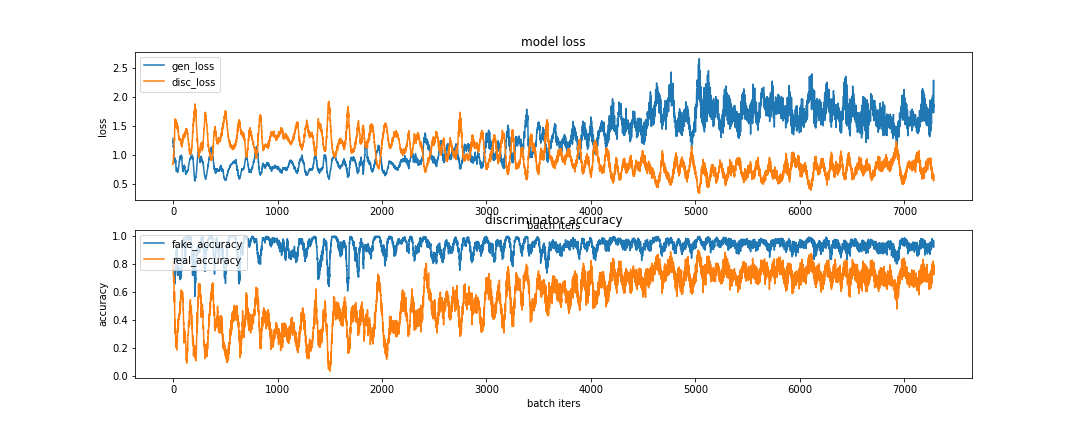 model loss
gen_loss
disc_loss
loss
2.5
2.0
1.5
1.0
0.5
0 1000 2000 3000 4000 5000 6000 7000
batch iters
discriminator accuracy
fake_accuracy
real_accuracy
accuracy
1.0
0.8
0.6
0.4
0.2
0.0
0 1000 2000 3000 4000 5000 6000 7000
batch iters